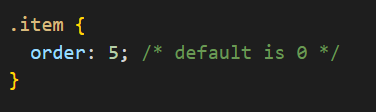 .item {
  order: 5; /* default is 0 */
}